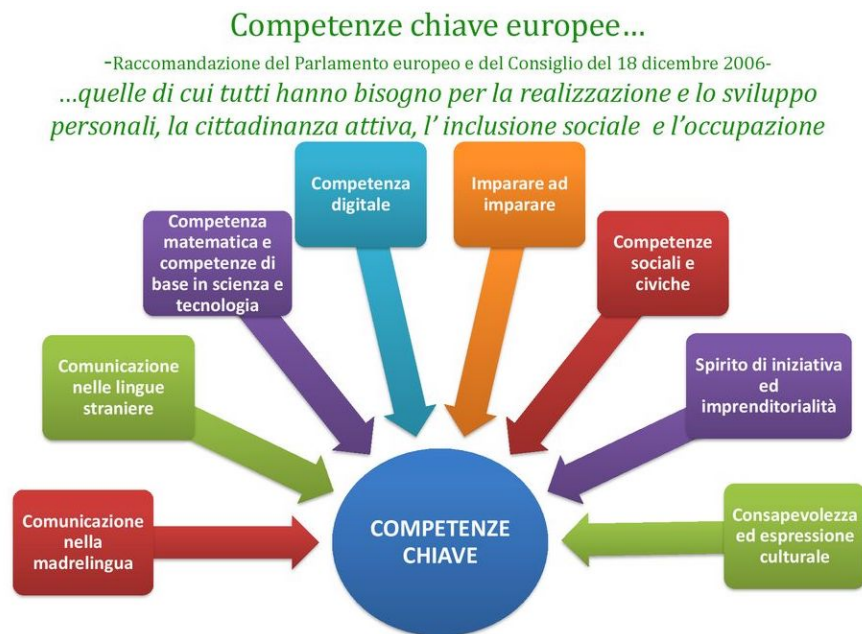 Competenze chiave europee…
-Raccomandazione del Parlamento europeo e del Consiglio del 18 dicembre 2006-
…quelle di cui tutti hanno bisogno per la realizzazione e lo sviluppo
personali, la cittadinanza attiva, l’ inclusione sociale  e l’occupazione
Comunicazione
nella
madrelingua
Comunicazione
nelle lingue
straniere
Competenza
matematica e
competenze di
base in scienza e
tecnologia
Competenza
digitale
Imparare ad
imparare
Competenze
sociali e
civiche
Spirito di iniziativa
ed
imprenditorialità
Consapevolezza
ed espressione
culturale
COMPETENZE
CHIAVE